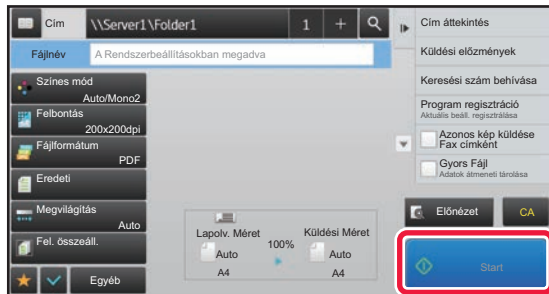 Cím
\\Server1\Folder1
1
+
Cím áttekintés
Fájlnév
A Rendszerbeállításokban megadva
Küldési előzmények
Keresési szám behívása
Színes mód
Auto/Mono2
Felbontás
200x200dpi
Fájlformátum
PDF
Eredeti
Megvilágítás
Auto
Fel. összeáll.
Egyéb
Program regisztráció
Aktuális beáll. regisztrálása
Azonos kép küldése
Fax címként
Gyors Fájl
Adatok átmeneti tárolása
Lapolv. Méret
Auto
A4
100%
Küldési Méret
Auto
A4
Előnézet
CA
Start